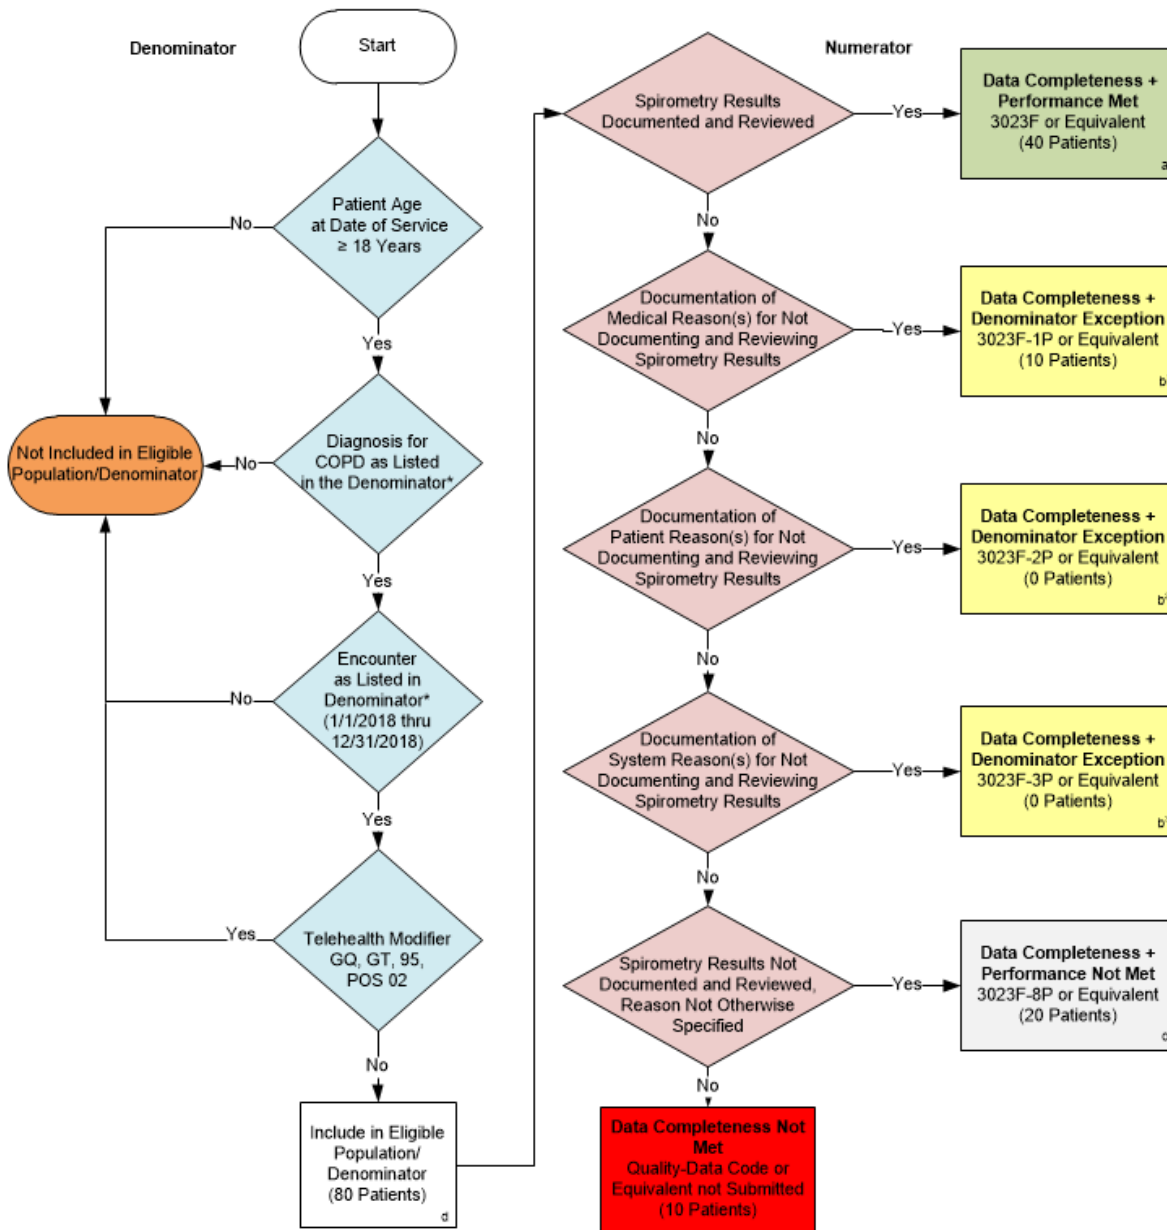 Denominator
Start
Patient Age
at Date of Service
≥ 18 Years
No
Yes
Not Included in Eligible
Population/Denominator
No
Diagnosis for
COPD as Listed
in the Denominator*
Yes
Encounter
as Listed in
Denominator*
(1/1/2018 thru
12/31/2018)
No
Yes
Telehealth Modifier
GQ, GT, 95,
POS 02
Yes
No
Include in Eligible
Population/
Denominator
(80 Patients)
d
Numerator
Spirometry Results
Documented and Reviewed
Yes
Data Completeness +
Performance Met
3023F or Equivalent
(40 Patients)
a
No
Documentation of
Medical Reason(s) for Not
Documenting and Reviewing
Spirometry Results
Yes
Data Completeness +
Denominator Exception
3023F-1P or Equivalent
(10 Patients)
No
Documentation of
Patient Reason(s) for Not
Documenting and Reviewing
Spirometry Results
Yes
Data Completeness +
Denominator Exception
3023F-2P or Equivalent
(0 Patients)
No
Documentation of
System Reason(s) for Not
Documenting and Reviewing
Spirometry Results
Yes
Data Completeness +
Denominator Exception
3023F-3P or Equivalent
(0 Patients)
No
Spirometry Results Not
Documented and Reviewed,
Reason Not Otherwise
Specified
Yes
Data Completeness +
Performance Not Met
3023F-8P or Equivalent
(20 Patients)
No
Data Completeness Not
Met
Quality-Data Code or
Equivalent not Submitted
(10 Patients)